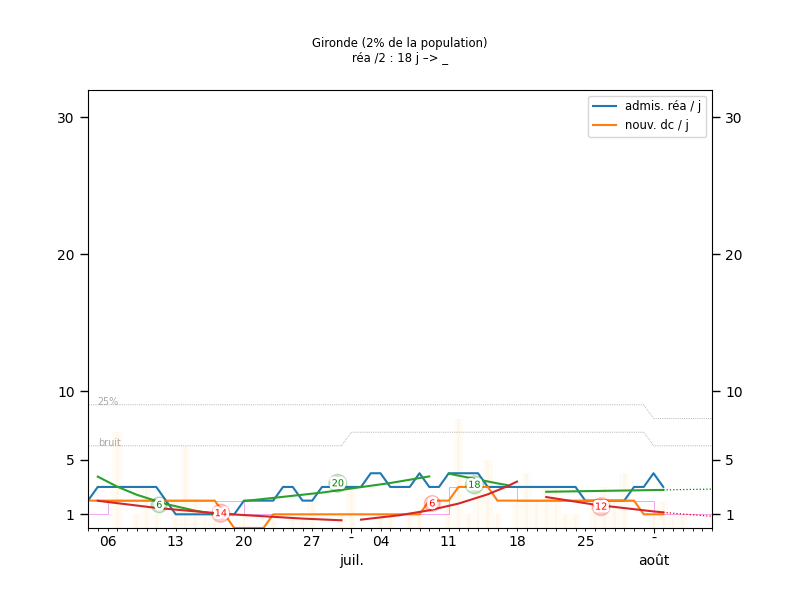 Gironde (2% de la population)
réa /2 : 18 j –> _
admis. réa / j
nouv. dc / j
30 30
20 20
10 10
25%
bruit
5 5
20
18
6
6
12
14
1 1
06 13 20 27 - 04 11 18 25 -
juil. août